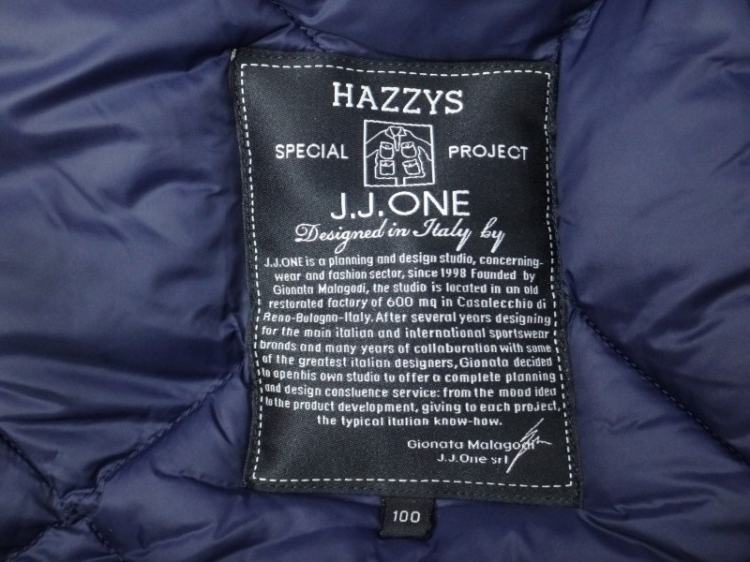 HAZZYS
SPECIAL PROJECT
J.J.ONE
Designed in Italy by
J.J.ONE is a planning and design studio, concerning-
wear and fashion sector, since 1998 Founded by
Gionata Malagodi, the studio is located in an old
restorated factory of 600 mq in Casalecchio di
Reno-Bulogna-Italy. After several years designing
for the main italian and international sportswear
brands and many years of collaboration with some
of the greatest italian designers, Gionata decided
to openhis own studio to offer a complete planning
and design consluence service: from the mood idea
to the product development, giving to each project,
the typical italian know-how.
Gionata Malagodi
J.J.One srl
100